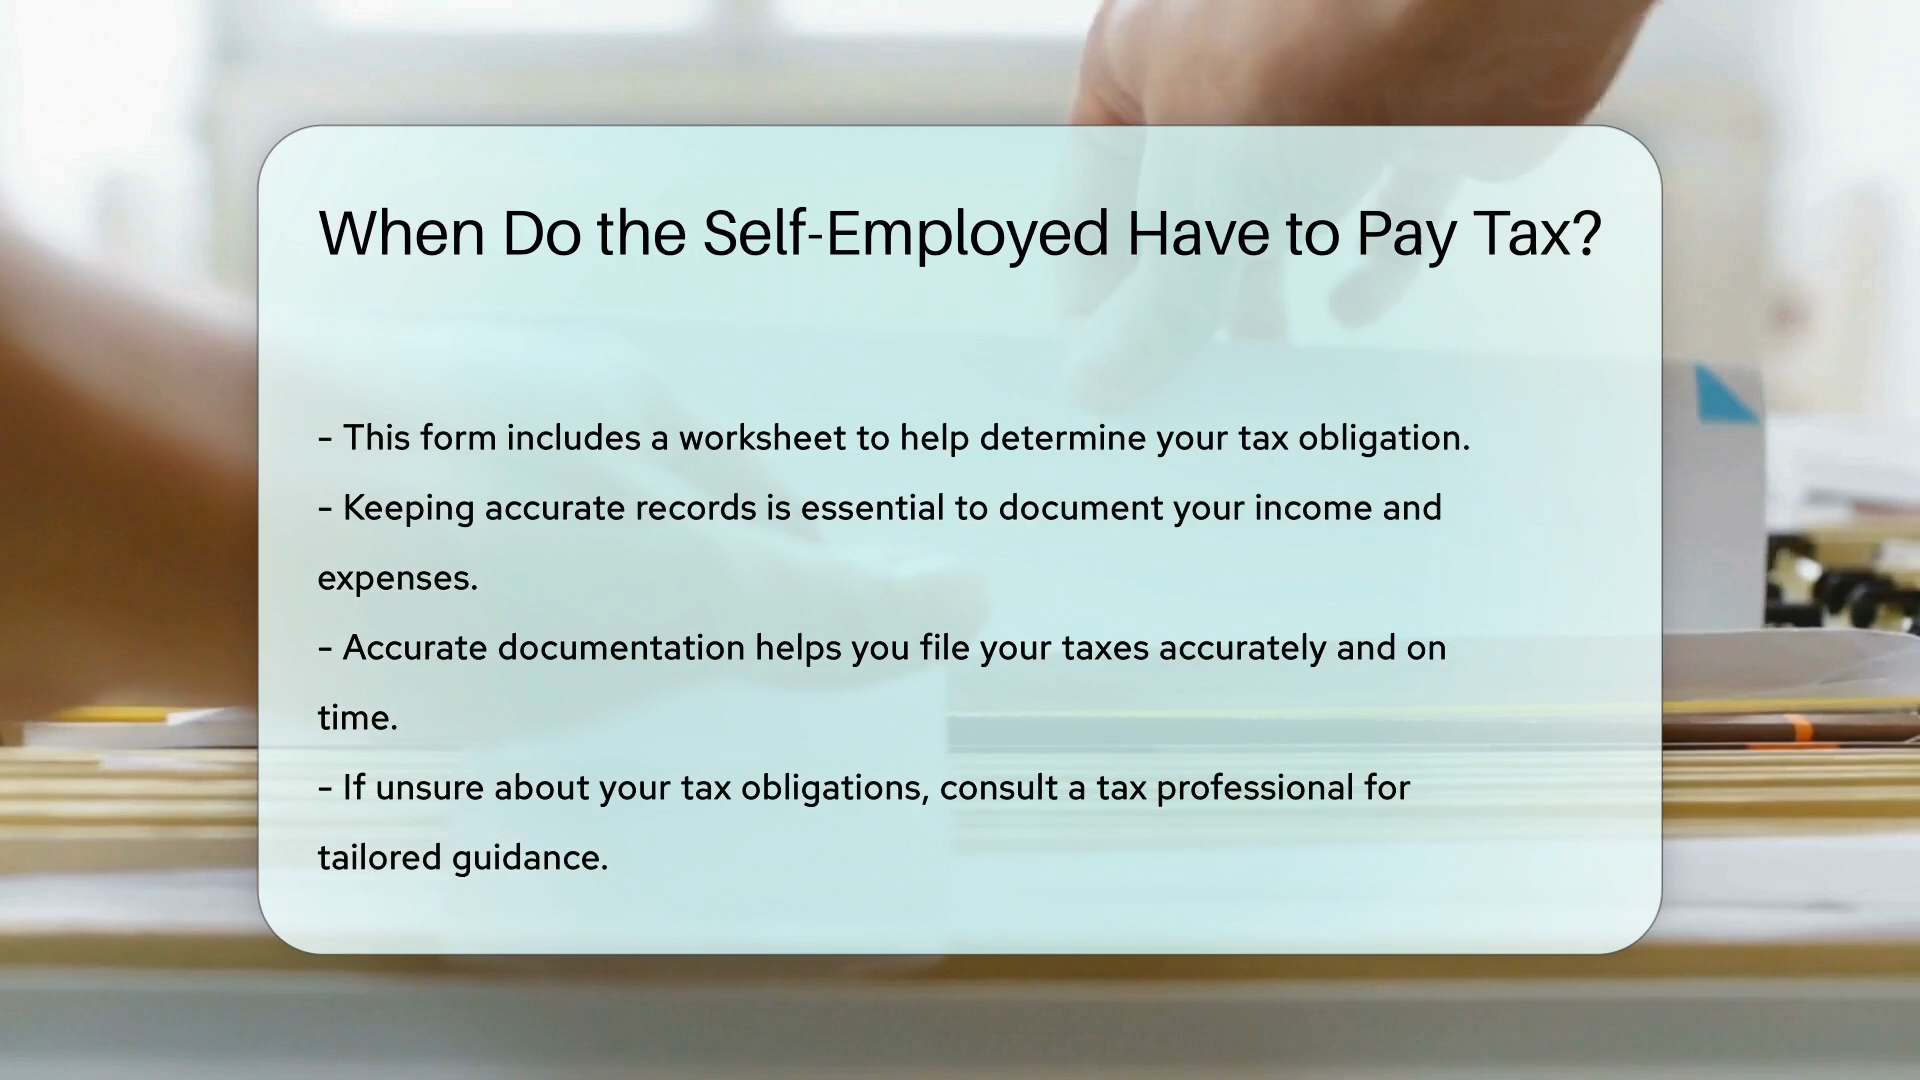 When Do the Self-Employed Have to Pay Tax?
– This form includes a worksheet to help determine your tax obligation.
– Keeping accurate records is essential to document your income and
expenses.
– Accurate documentation helps you file your taxes accurately and on
time.
– If unsure about your tax obligations, consult a tax professional for
tailored guidance.